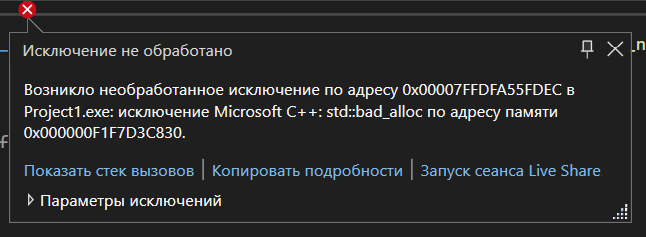 Исключение не обработано
Возникло необработанное исключение по адресу 0x00007FFDFA55FDEC в
Project1.exe: исключение Microsoft C++: std::bad_alloc по адресу памяти
0x000000F1F7D3C830.
Показать стек вызовов | Копировать подробности | Запуск сеанса Live Share
Параметры исключений